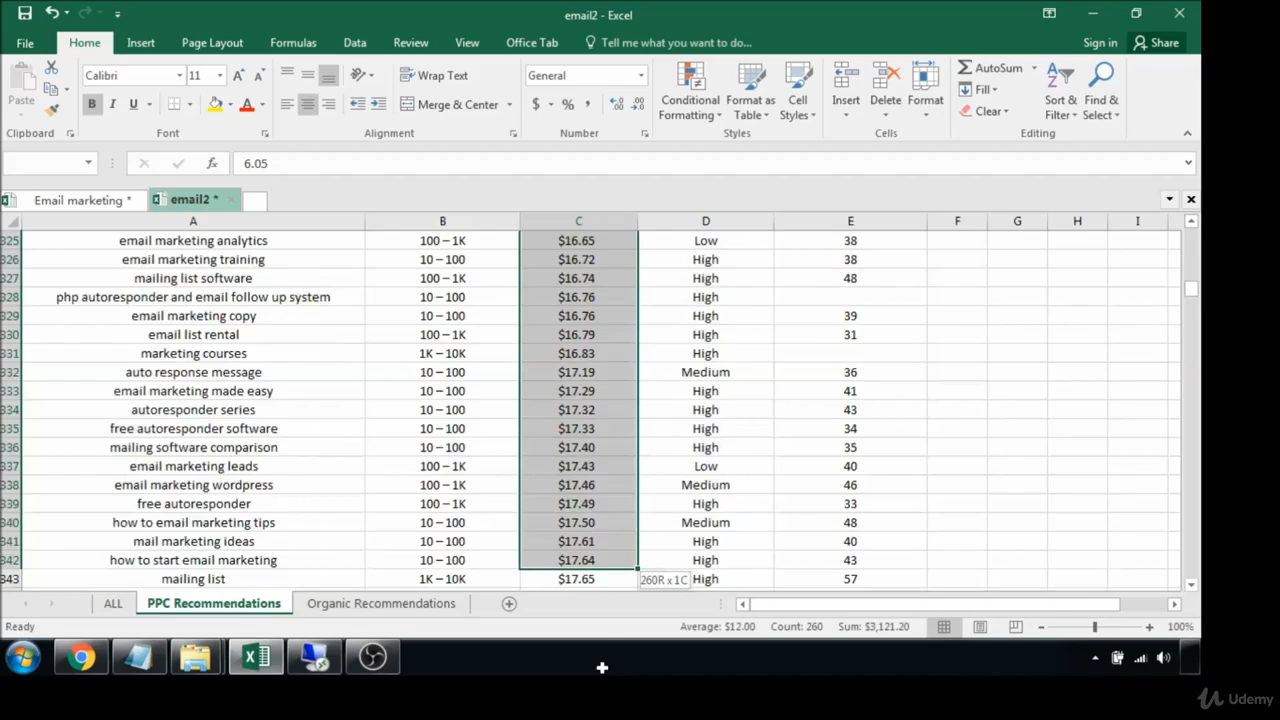 email2 - Excel
File Home Insert Page Layout Formulas Data Review View Office Tab Tell me what you want to do... Sign in Share
Calibri 11 Wrap Text General AutoSum
Fill
Paste B I U Merge & Center $ % Conditional Formatting Format as Table Cell Styles Insert Delete Format Clear Sort & Filter Find & Select
Clipboard Font Alignment Number Styles Cells Editing
fx 6.05
Email marketing * email2 *
A B C D E F G H I
325 email marketing analytics 100 – 1K $16.65 Low 38
326 email marketing training 10 – 100 $16.72 High 38
327 mailing list software 100 – 1K $16.74 High 48
328 php autoresponder and email follow up system 10 – 100 $16.76 High
329 email marketing copy 10 – 100 $16.76 High 39
330 email list rental 100 – 1K $16.79 High 31
331 marketing courses 1K – 10K $16.83 High
332 auto response message 10 – 100 $17.19 Medium 36
333 email marketing made easy 10 – 100 $17.29 High 41
334 autoresponder series 10 – 100 $17.32 High 43
335 free autoresponder software 10 – 100 $17.33 High 34
336 mailing software comparison 10 – 100 $17.40 High 35
337 email marketing leads 100 – 1K $17.43 Low 40
338 email marketing wordpress 100 – 1K $17.46 Medium 46
339 free autoresponder 100 – 1K $17.49 High 33
340 how to email marketing tips 10 – 100 $17.50 Medium 48
341 mail marketing ideas 10 – 100 $17.61 High 40
342 how to start email marketing 10 – 100 $17.64 High 43
343 mailing list 1K – 10K $17.65 260R x 1C High 57
ALL PPC Recommendations Organic Recommendations
Ready Average: $12.00 Count: 260 Sum: $3,121.20 100%
Udemy